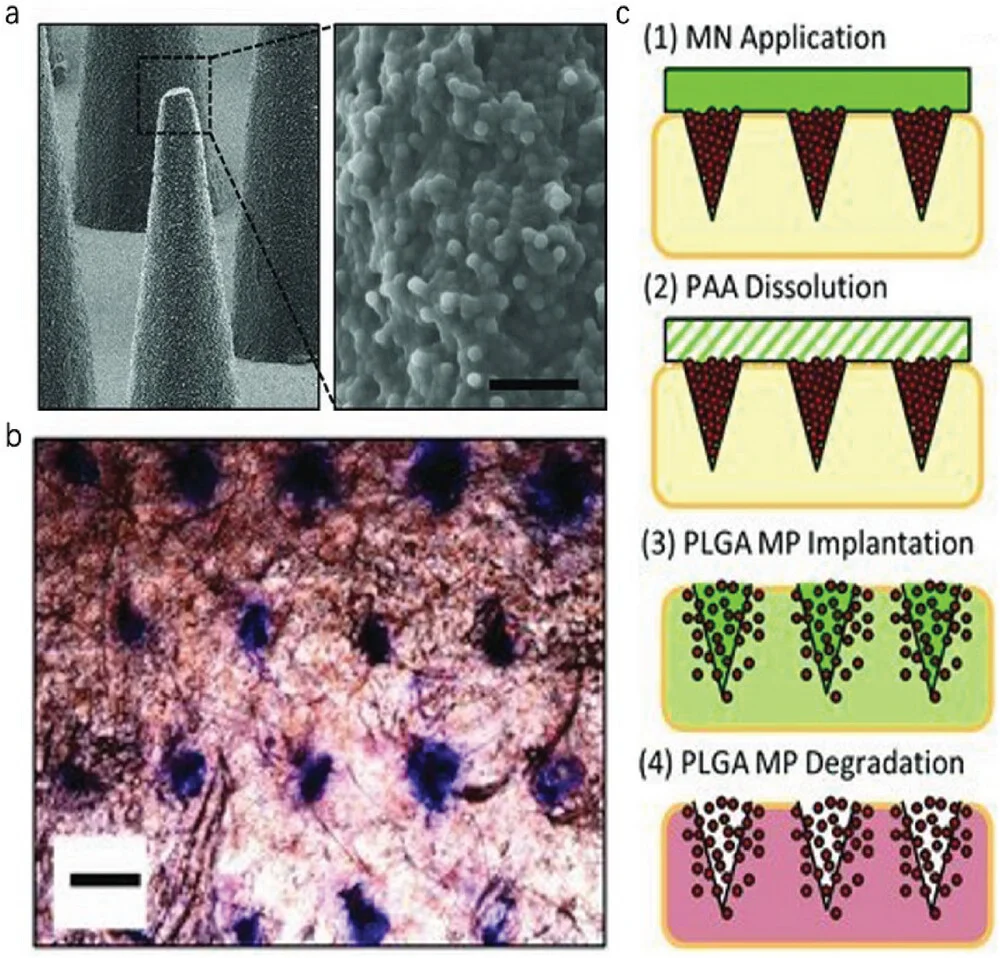 a
c
(1) MN Application
(2) PAA Dissolution
b
(3) PLGA MP Implantation
(4) PLGA MP Degradation